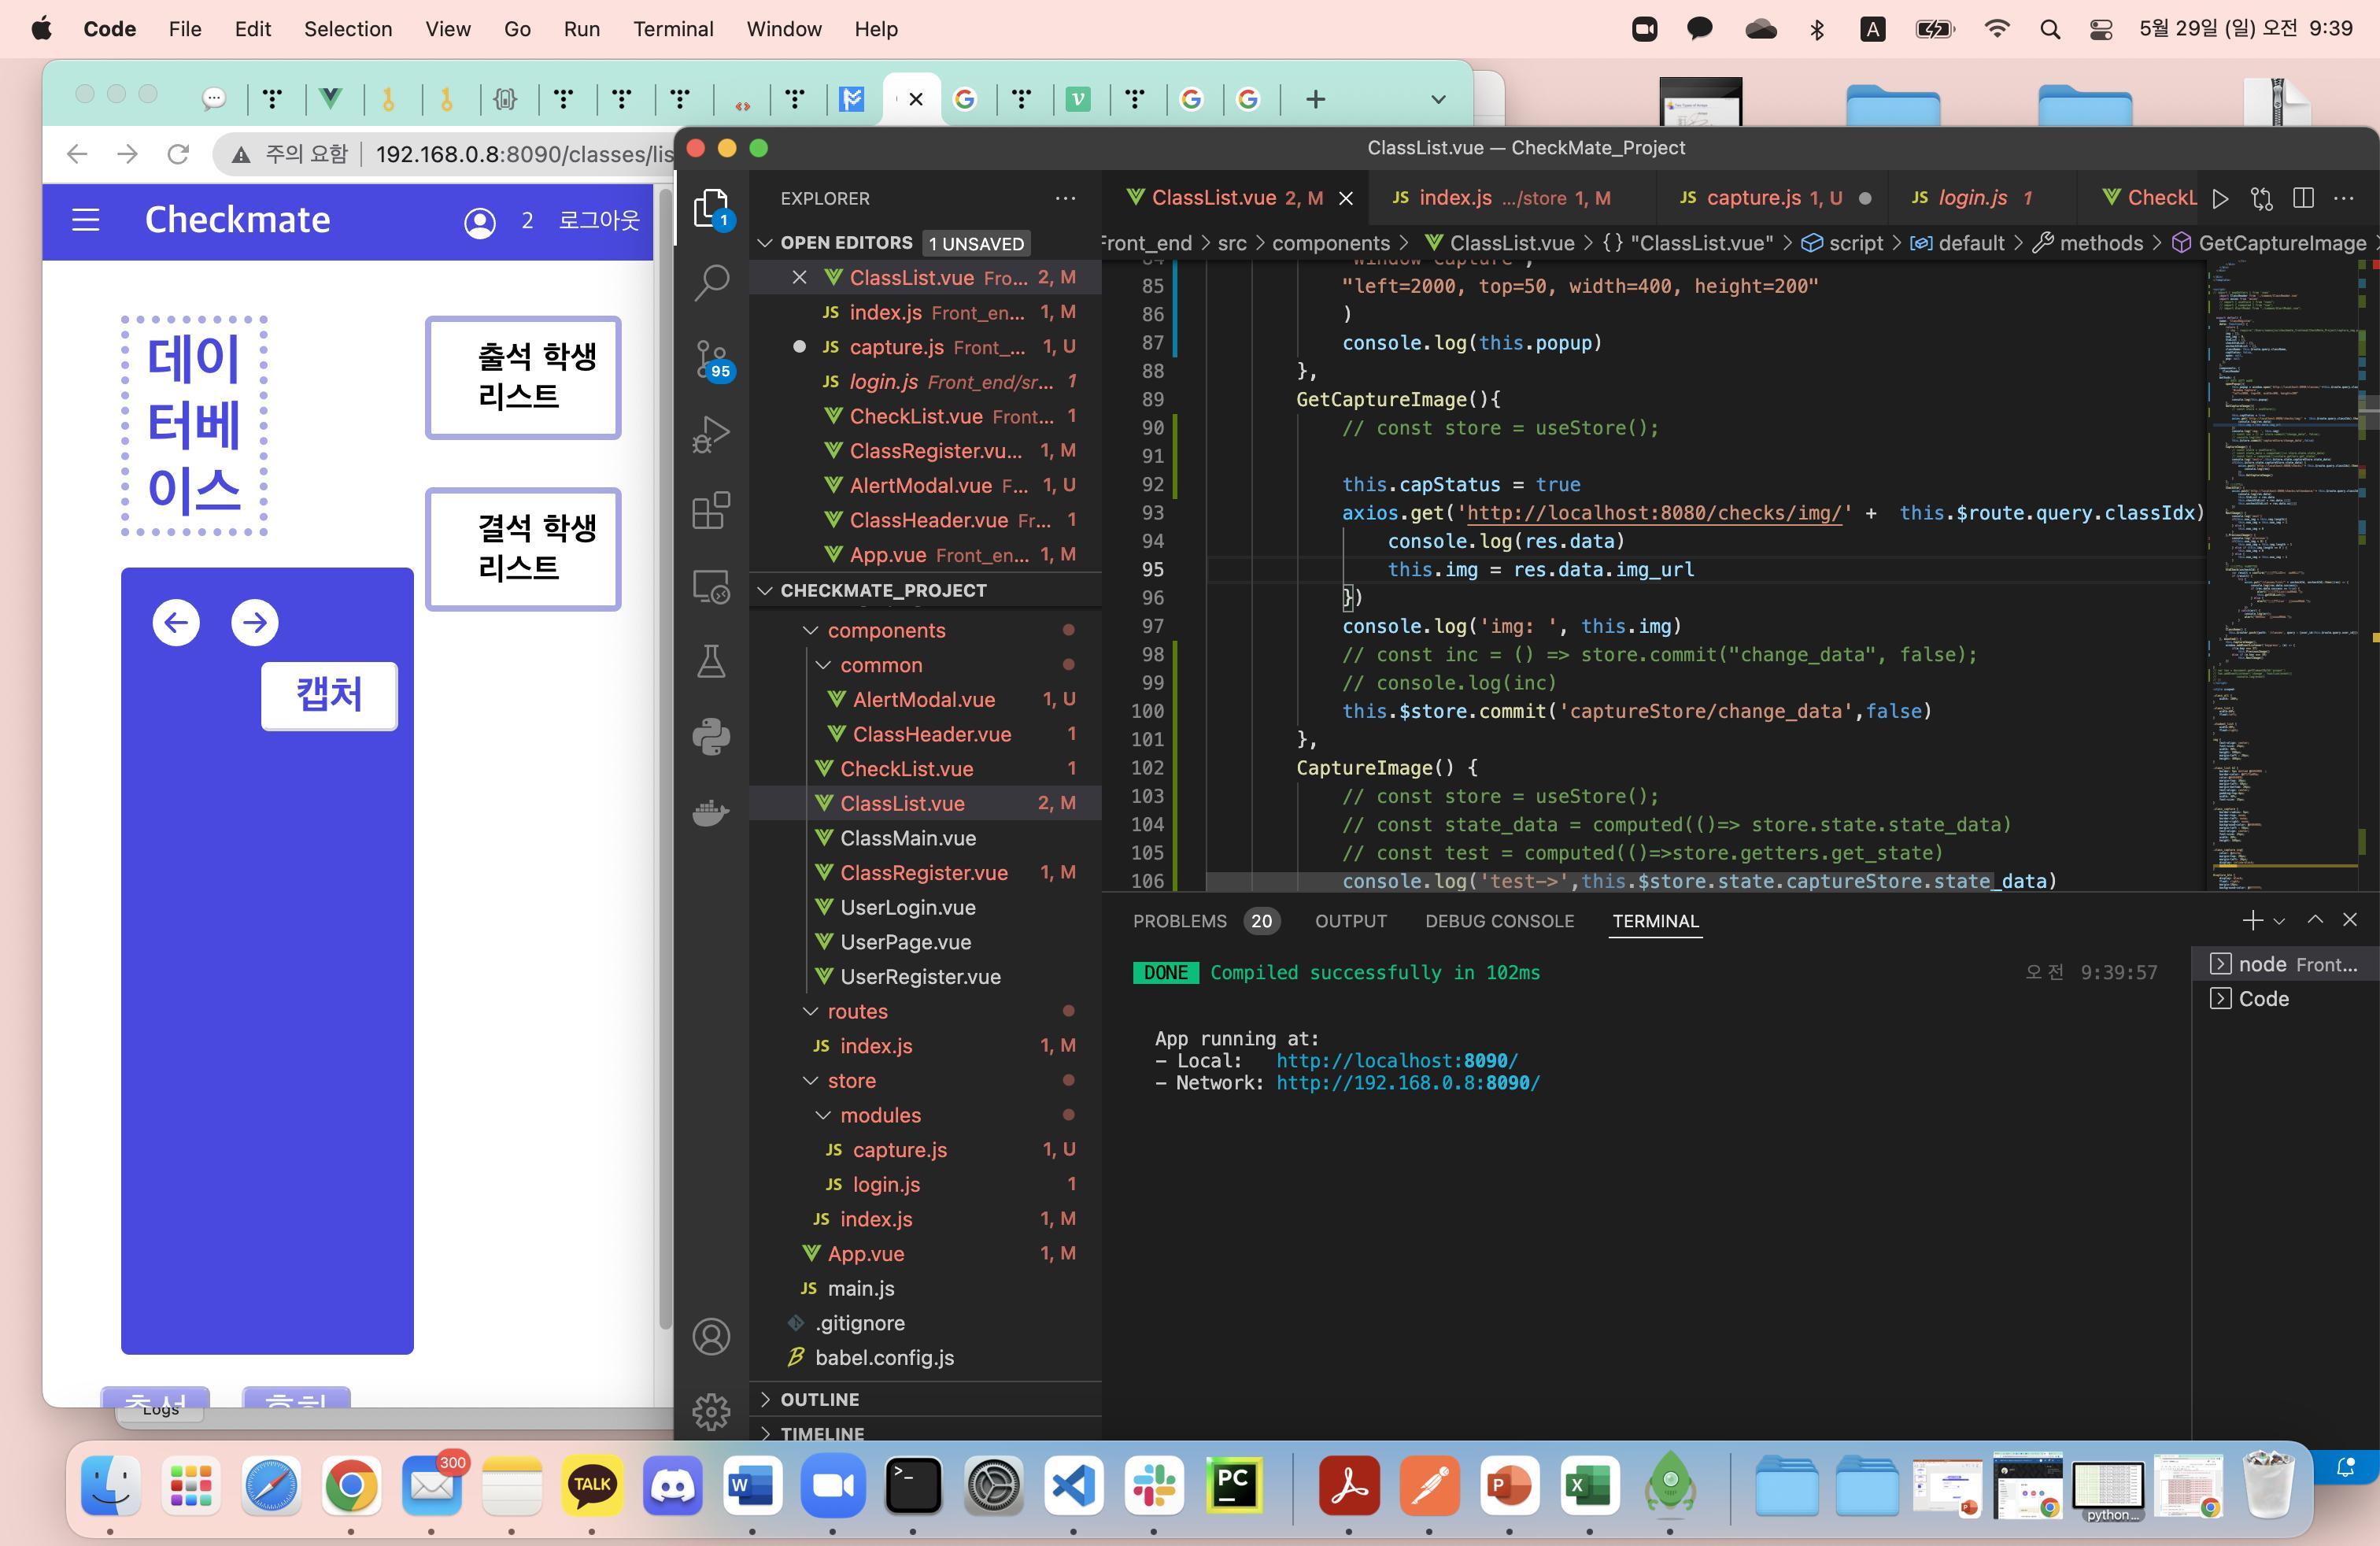 Code File Edit Selection View Go Run Terminal Window Help
A
5월 29일 (일) 오전 9:39
주의 요함 192.168.0.8:8090/classes/lis
Checkmate 2 로그아웃
데이
터베
이스
출석 학생
리스트
결석 학생
리스트
캡처
Logs
ClassList.vue — CheckMate_Project
1
95
EXPLORER
OPEN EDITORS 1 UNSAVED
ClassList.vue Fro... 2, M
index.js Front_en... 1, M
capture.js Front_... 1, U
login.js Front_end/sr... 1
CheckList.vue Front... 1
ClassRegister.vu... 1, M
AlertModal.vue F... 1, U
ClassHeader.vue Fr... 1
App.vue Front_en... 1, M
CHECKMATE_PROJECT
components
common
AlertModal.vue 1, U
ClassHeader.vue 1
CheckList.vue 1
ClassList.vue 2, M
ClassMain.vue
ClassRegister.vue 1, M
UserLogin.vue
UserPage.vue
UserRegister.vue
routes
JS index.js 1, M
store
modules
JS capture.js 1, U
JS login.js 1
JS index.js 1, M
App.vue 1, M
JS main.js
.gitignore
babel.config.js
OUTLINE
TIMELINE
ClassList.vue 2, M JS index.js .../store 1, M JS capture.js 1, U JS login.js 1 CheckL
Front_end > src > components > ClassList.vue > {} "ClassList.vue" > script > default > methods > GetCaptureImage
84 "Window Capture",
85 "left=2000, top=50, width=400, height=200"
86 )
87 console.log(this.popup)
88 },
89 GetCaptureImage(){
90 // const store = useStore();
91
92 this.capStatus = true
93 axios.get('http://localhost:8080/checks/img/' + this.$route.query.classIdx)
94 console.log(res.data)
95 this.img = res.data.img_url
96 })
97 console.log('img: ', this.img)
98 // const inc = () => store.commit("change_data", false);
99 // console.log(inc)
100 this.$store.commit('captureStore/change_data',false)
101 },
102 CaptureImage() {
103 // const store = useStore();
104 // const state_data = computed(()=> store.state.state_data)
105 // const test = computed(()=>store.getters.get_state)
106 console.log('test->',this.$store.state.captureStore.state_data)
PROBLEMS 20 OUTPUT DEBUG CONSOLE TERMINAL
DONE Compiled successfully in 102ms 오전 9:39:57
App running at:
- Local: http://localhost:8090/
- Network: http://192.168.0.8:8090/
node Front...
Code
300
TALK
W
>_
PC
P
X
python...